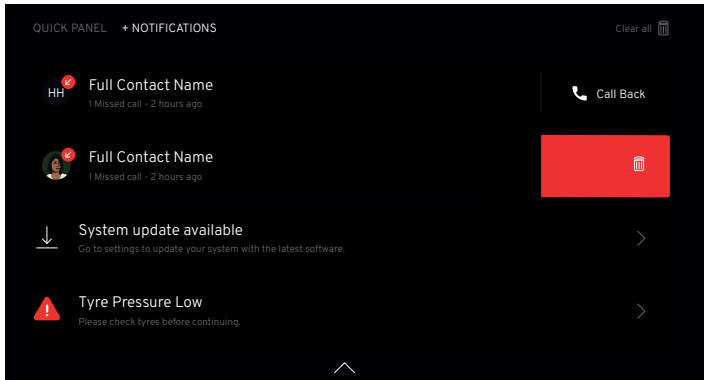 QUICK PANEL + NOTIFICATIONS Clear all
HH Full Contact Name
1 Missed call - 2 hours ago
Call Back
Full Contact Name
1 Missed call - 2 hours ago
System update available
Go to settings to update your system with the latest software.
Tyre Pressure Low
Please check tyres before continuing.